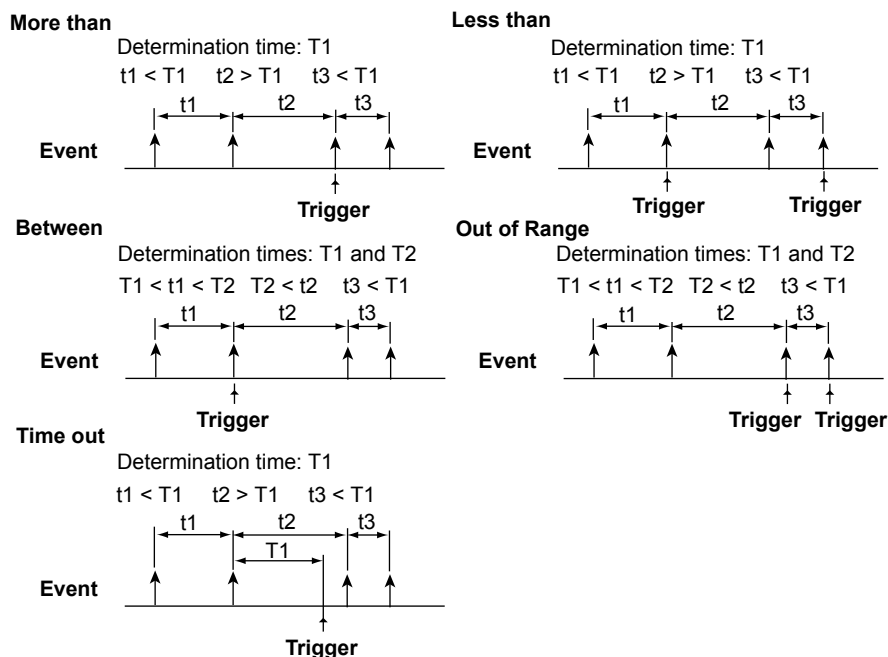 More than
Determination time: T1
t1 < T1 t2 > T1 t3 < T1
t1 t2 t3
Event
Trigger
Less than
Determination time: T1
t1 < T1 t2 > T1 t3 < T1
t1 t2 t3
Event
Trigger Trigger
Between
Determination times: T1 and T2
T1 < t1 < T2 T2 < t2 t3 < T1
t1 t2 t3
Event
Trigger
Out of Range
Determination times: T1 and T2
T1 < t1 < T2 T2 < t2 t3 < T1
t1 t2 t3
Event
Trigger Trigger
Time out
Determination time: T1
t1 < T1 t2 > T1 t3 < T1
t1 t2 t3
T1
Event
Trigger